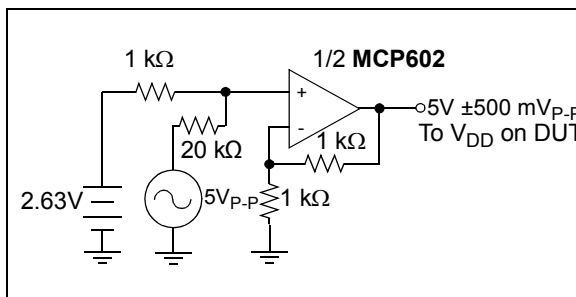 1 kΩ
1/2 MCP602
+
-
5V ±500 mVP-P
To VDD on DUT
20 kΩ
1 kΩ
2.63V
5VP-P
1 kΩ